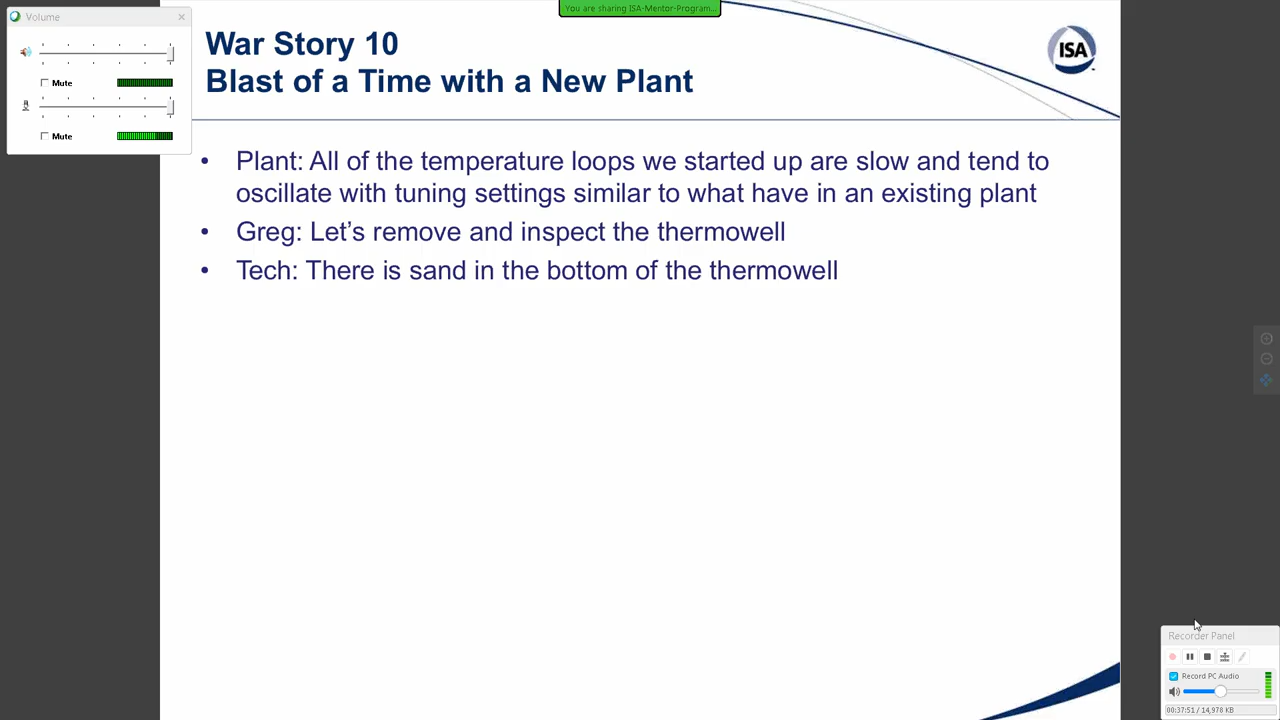 You are sharing ISA-Mentor-Program...
Volume
Mute
Mute
War Story 10
Blast of a Time with a New Plant
ISA
• Plant: All of the temperature loops we started up are slow and tend to
oscillate with tuning settings similar to what have in an existing plant
• Greg: Let’s remove and inspect the thermowell
• Tech: There is sand in the bottom of the thermowell
Recorder Panel
Record PC Audio
00:37:51 / 14,978 KB